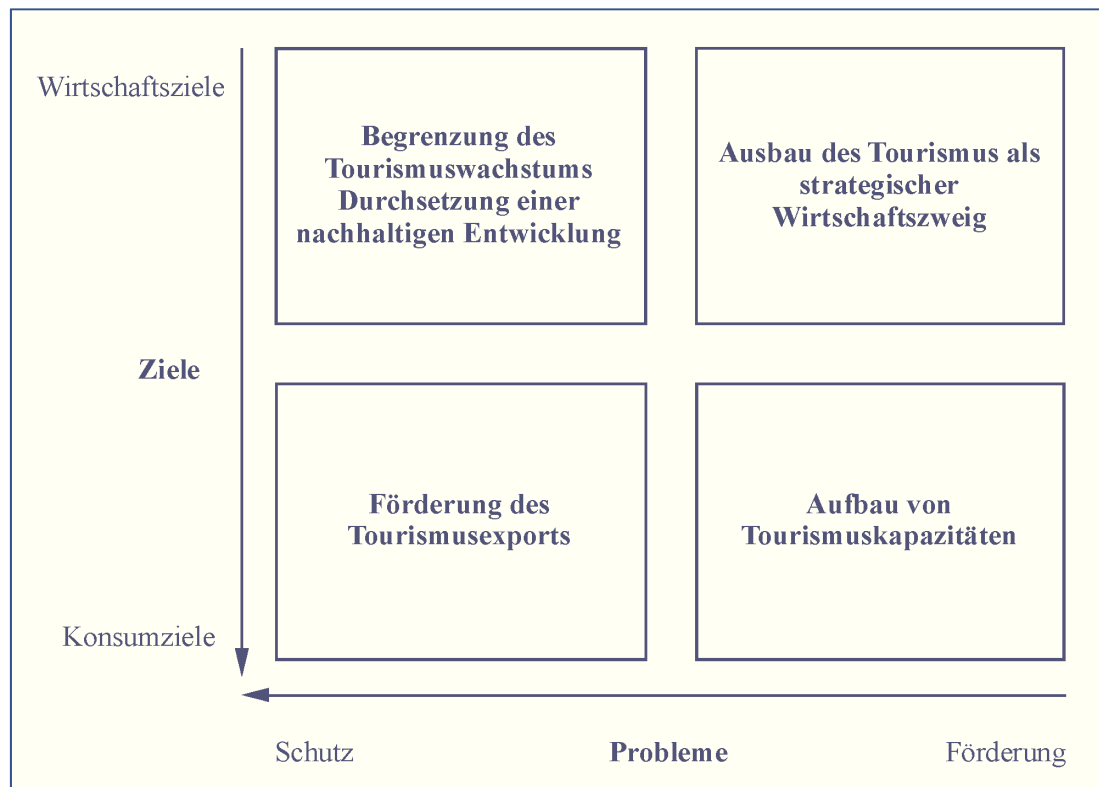 Wirtschaftsziele
Begrenzung des
Tourismuswachstums
Durchsetzung einer
nachhaltigen Entwicklung
Ausbau des Tourismus als
strategischer
Wirtschaftszweig
Ziele
Förderung des
Tourismusexports
Aufbau von
Tourismuskapazitäten
Konsumziele
Schutz
Probleme
Förderung